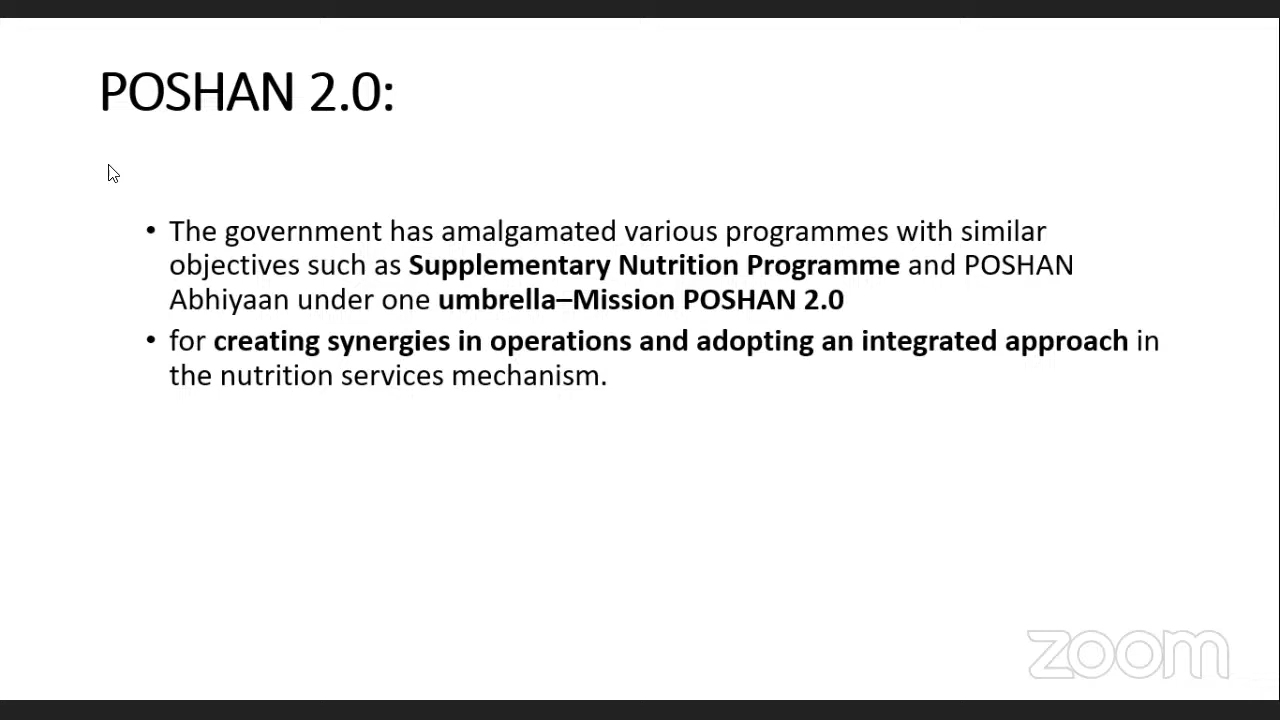 POSHAN 2.0:
• The government has amalgamated various programmes with similar
objectives such as Supplementary Nutrition Programme and POSHAN
Abhiyaan under one umbrella–Mission POSHAN 2.0
• for creating synergies in operations and adopting an integrated approach in
the nutrition services mechanism.
zoom